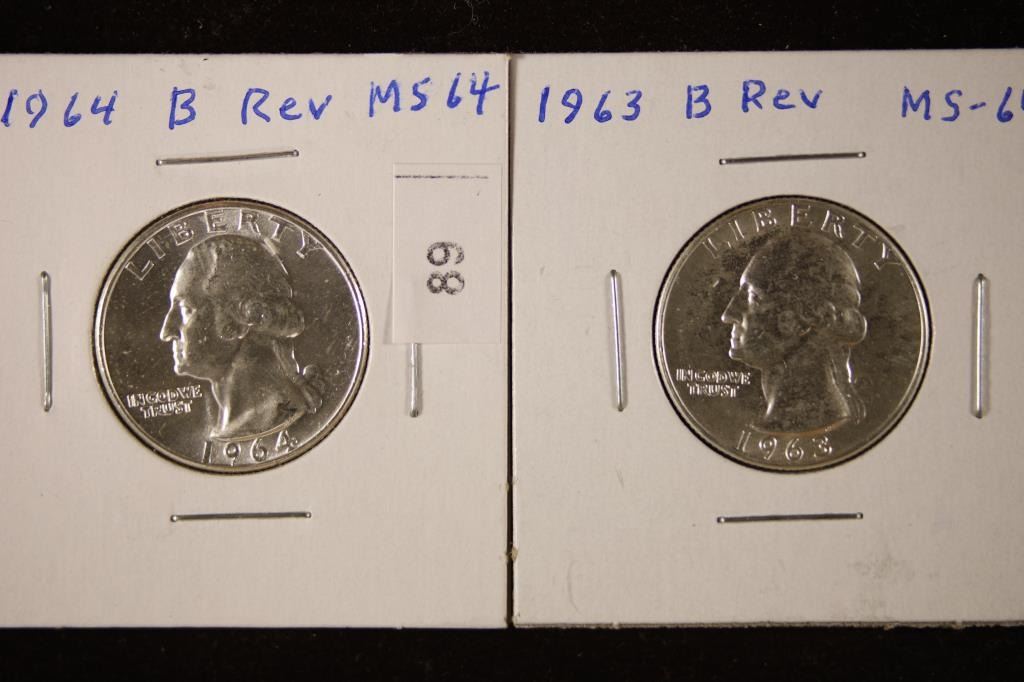 1964 B Rev MS64
89
LIBERTY
IN GOD WE
TRUST
1964
1963 B Rev MS-6
LIBERTY
IN GOD WE
TRUST
1963